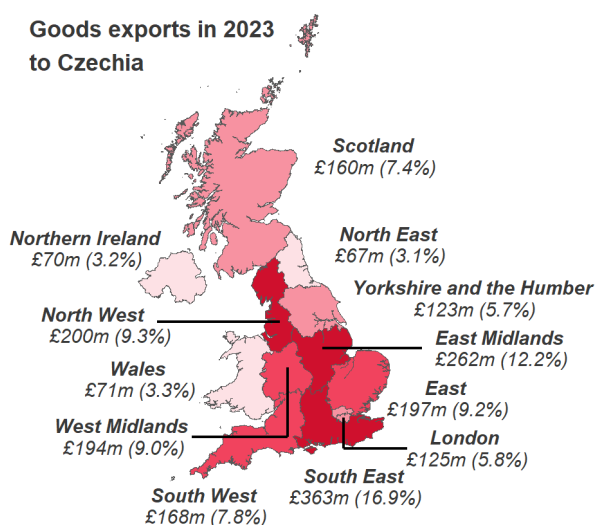 Goods exports in 2023
to Czechia
Scotland
£160m (7.4%)
Northern Ireland
£70m (3.2%)
North East
£67m (3.1%)
Yorkshire and the Humber
£123m (5.7%)
North West
£200m (9.3%)
East Midlands
£262m (12.2%)
Wales
£71m (3.3%)
East
£197m (9.2%)
West Midlands
£194m (9.0%)
London
£125m (5.8%)
South East
£363m (16.9%)
South West
£168m (7.8%)